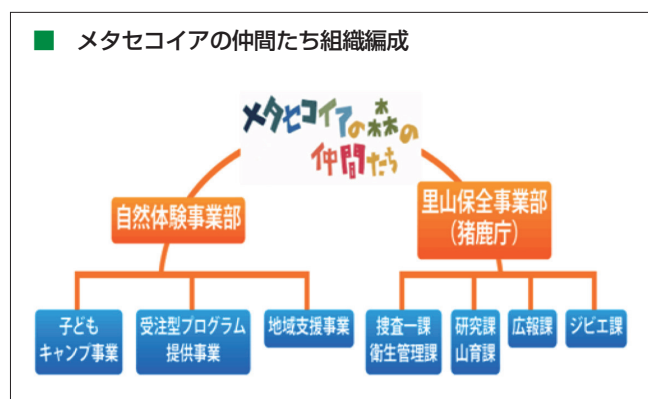 メタセコイアの仲間たち組織編成
メタセコイアの森の
仲間たち
自然体験事業部
里山保全事業部
(猪鹿庁)
子ども
キャンプ事業
受注型プログラム
提供事業
地域支援事業
捜査一課
衛生管理課
研究課
山育課
広報課
ジビエ課